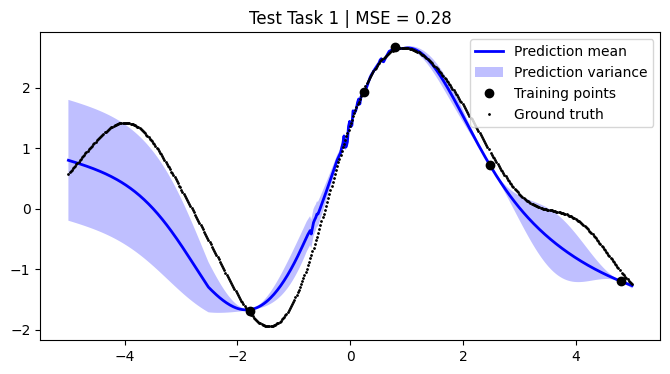 Test Task 1 | MSE = 0.28
Prediction mean
Prediction variance
Training points
Ground truth
2
1
0
−1
−2
−4
−2
0
2
4